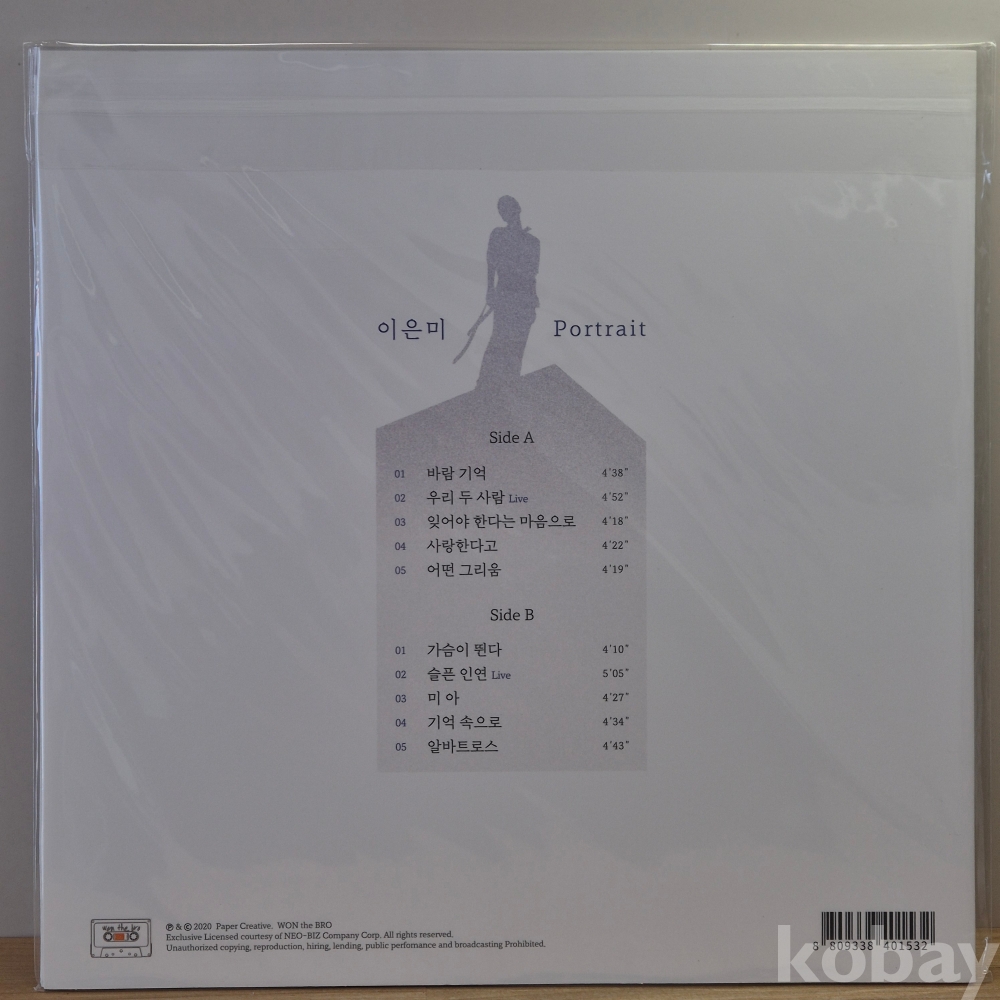 이은미 Portrait
Side A
01 바람 기억 4'38"
02 우리 두 사람 Live 4'52"
03 잊어야 한다는 마음으로 4'18"
04 사랑한다고 4'22"
05 어떤 그리움 4'19"
Side B
01 가슴이 뛴다 4'10"
02 슬픈 인연 Live 5'05"
03 미 아 4'27"
04 기억 속으로 4'34"
05 알바트로스 4'43"
won the bro
℗ & © 2020 Paper Creative. WON the BRO
Exclusive Licensed courtesy of NEO-BIZ Company Corp. All rights reserved.
Unauthorized copying, reproduction, hiring, lending, public perfomance and broadcasting Prohibited.
8 809338 401532
kobay